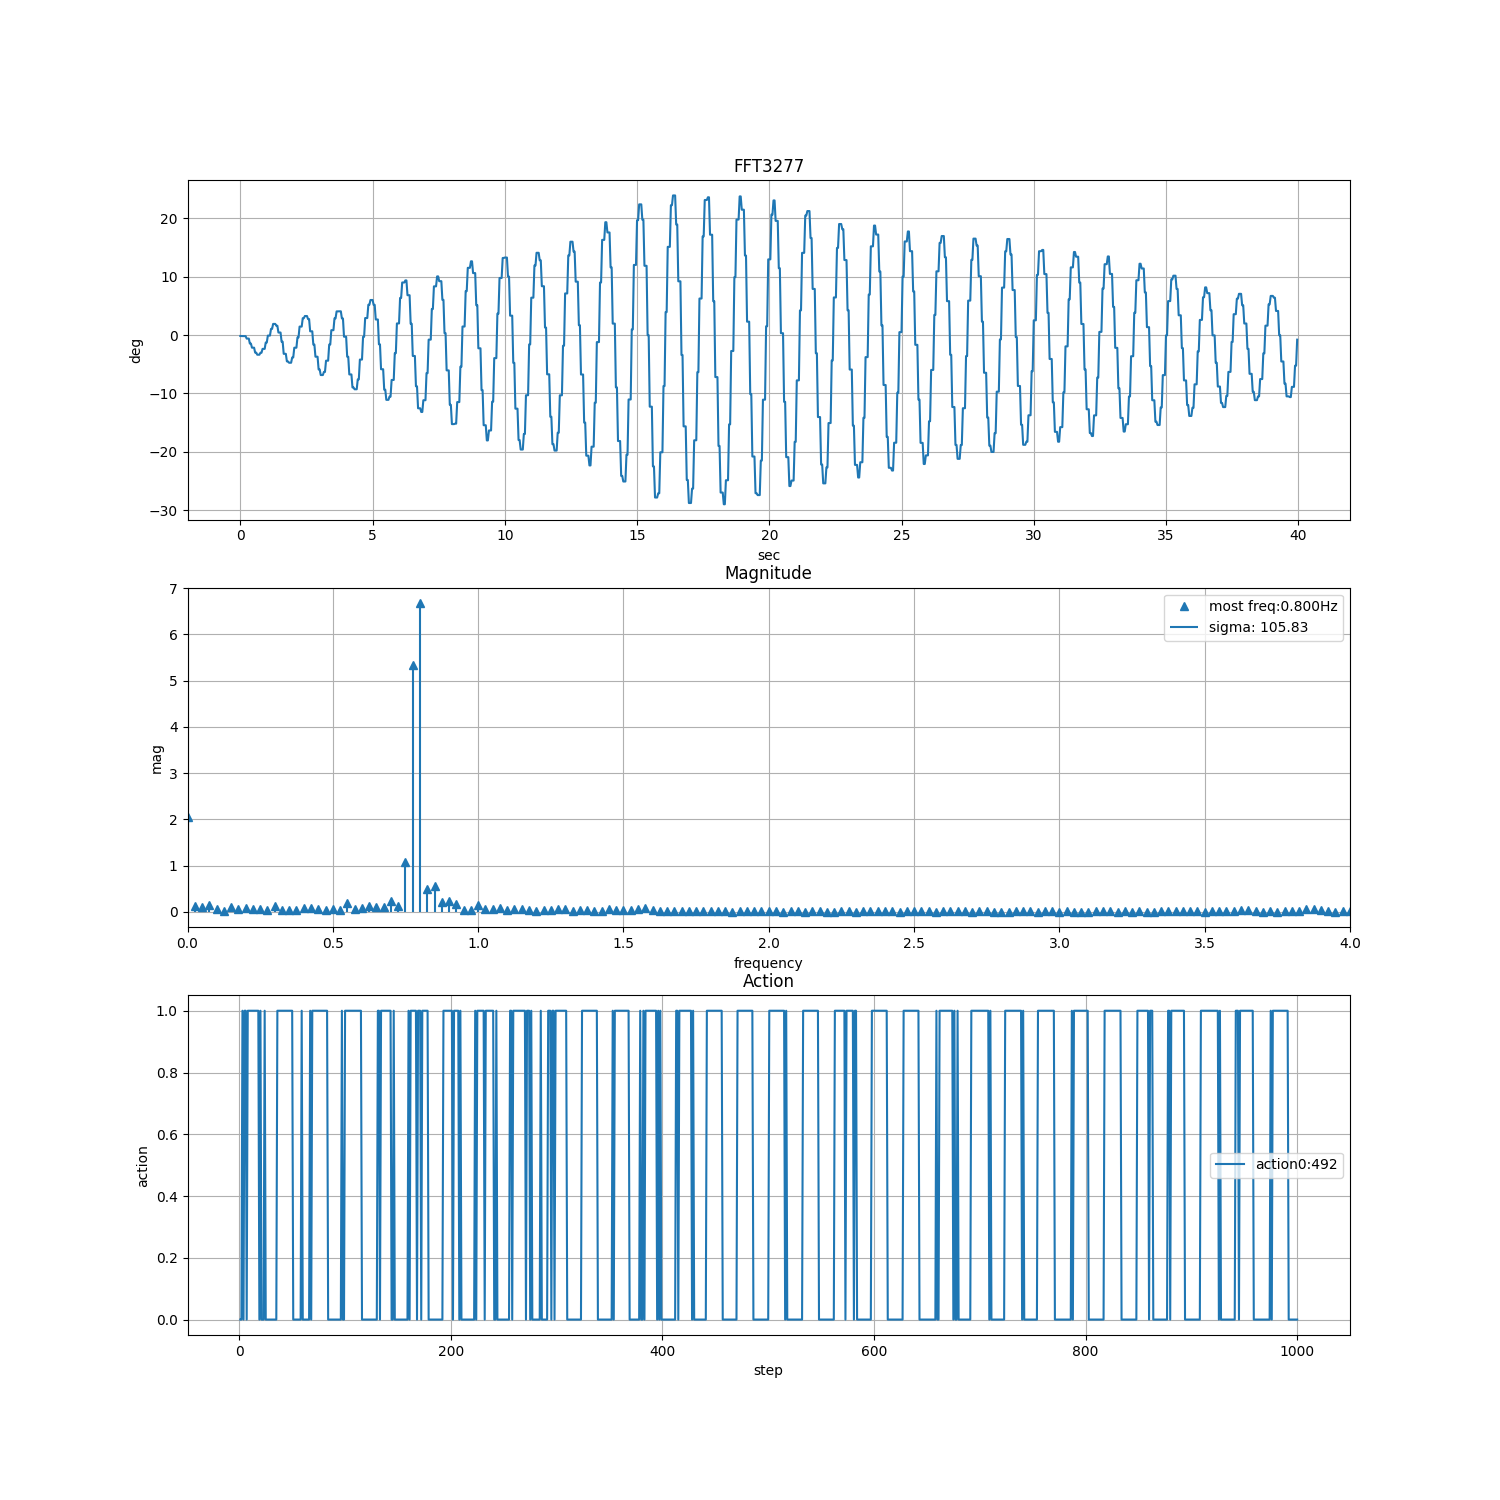 FFT3277
20
10
0
−10
−20
−30
deg
0 5 10 15 20 25 30 35 40
sec
Magnitude
7
6
5
4
3
2
1
0
mag
most freq:0.800Hz
sigma: 105.83
0.0 0.5 1.0 1.5 2.0 2.5 3.0 3.5 4.0
frequency
Action
1.0
0.8
0.6
0.4
0.2
0.0
action
action0:492
0 200 400 600 800 1000
step